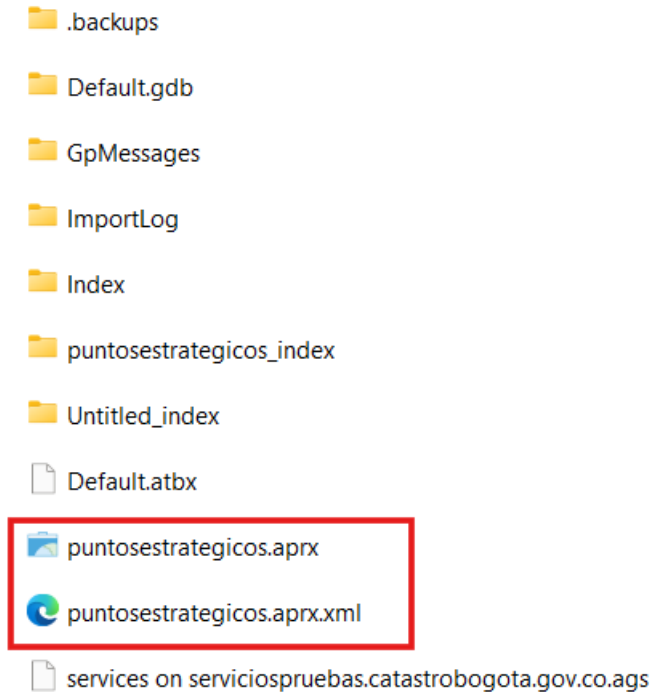 .backups
Default.gdb
GpMessages
ImportLog
Index
puntosestrategicos_index
Untitled_index
Default.atbx
puntosestrategicos.aprx
puntosestrategicos.aprx.xml
services on serviciospruebas.catastrobogota.gov.co.ags